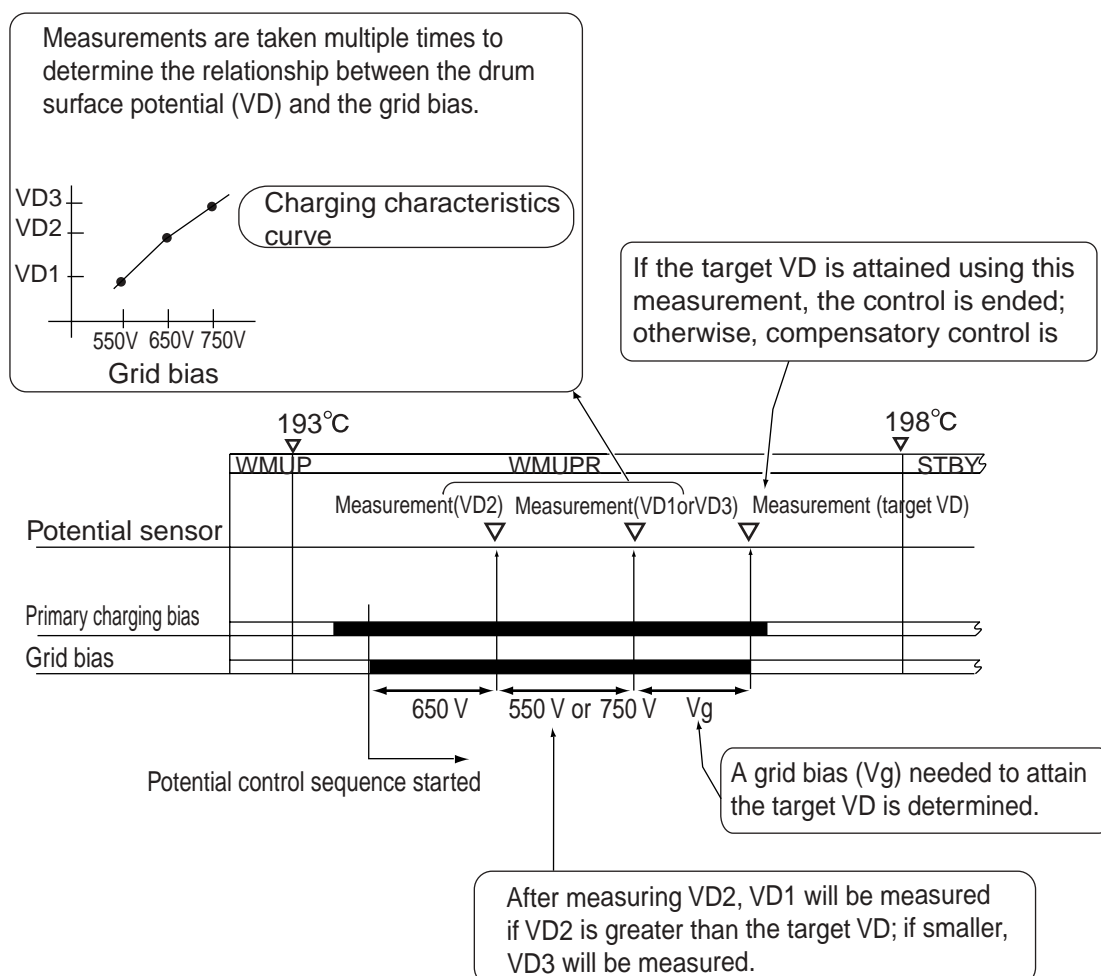 Measurements are taken multiple times to
determine the relationship between the drum
surface potential (VD) and the grid bias.
VD3
VD2
VD1
Charging characteristics
curve
550V 650V 750V
Grid bias
If the target VD is attained using this
measurement, the control is ended;
otherwise, compensatory control is
193°C
198°C
WMUP
WMUPR
STBY
Measurement(VD2)
Measurement(VD1orVD3)
Measurement (target VD)
Potential sensor
Primary charging bias
Grid bias
650 V
550 V or 750 V
Vg
Potential control sequence started
A grid bias (Vg) needed to attain
the target VD is determined.
After measuring VD2, VD1 will be measured
if VD2 is greater than the target VD; if smaller,
VD3 will be measured.